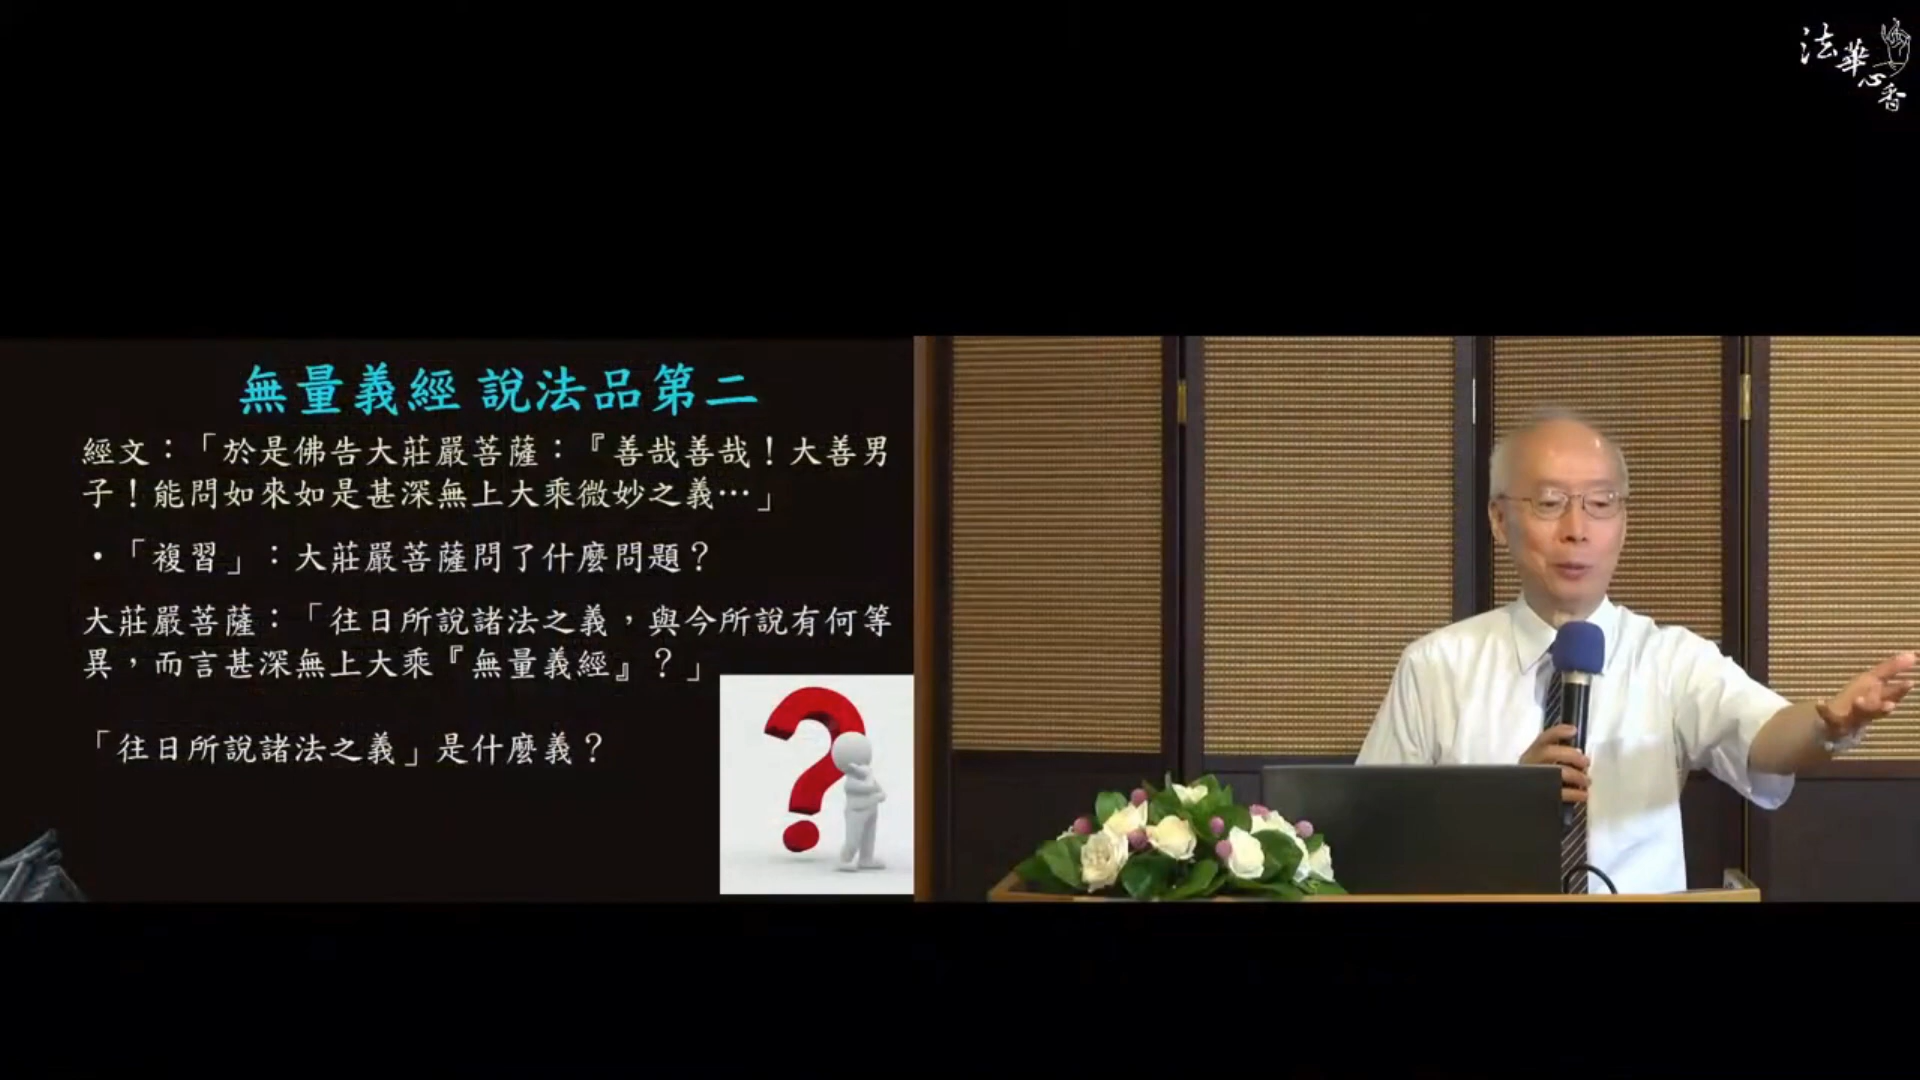 法華心香
無量義經 說法品第二
經文：「於是佛告大莊嚴菩薩：『善哉善哉！大善男
子！能問如來如是甚深無上大乘微妙之義…」
•「複習」：大莊嚴菩薩問了什麼問題？
大莊嚴菩薩：「往日所說諸法之義，與今所說有何等
異，而言甚深無上大乘『無量義經』？」
「往日所說諸法之義」是什麼義？